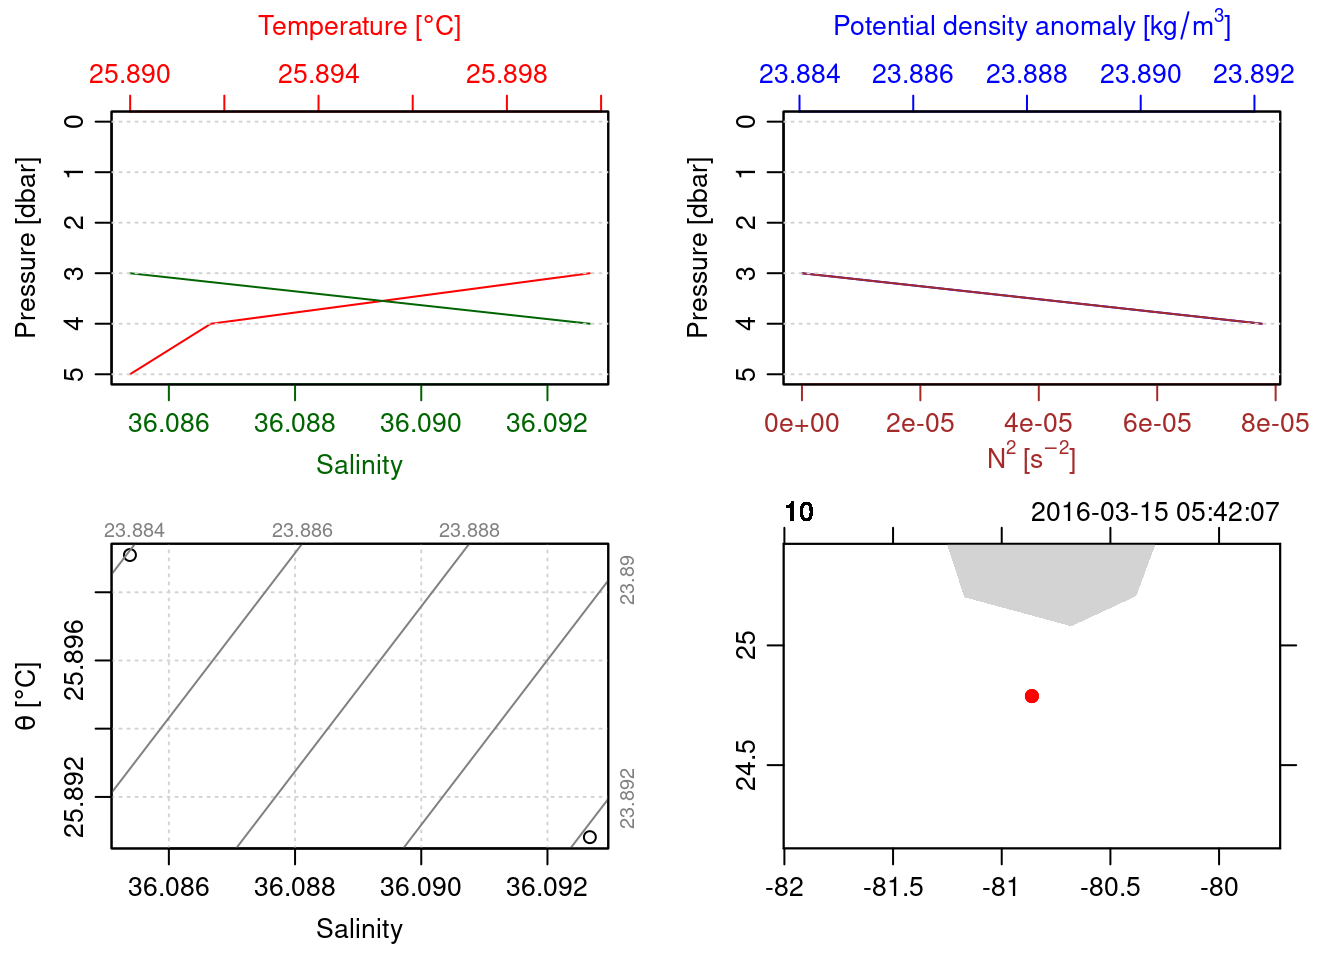 Temperature [°C]
25.890 25.894 25.898
Pressure [dbar]
0 1 2 3 4 5
36.086 36.088 36.090 36.092
Salinity
Potential density anomaly [kg/m³]
23.884 23.886 23.888 23.890 23.892
Pressure [dbar]
0 1 2 3 4 5
0e+00 2e-05 4e-05 6e-05 8e-05
N² [s⁻²]
23.884 23.886 23.888
23.89
23.892
θ [°C]
25.896
25.892
36.086 36.088 36.090 36.092
Salinity
10 2016-03-15 05:42:07
25
24.5
-82 -81.5 -81 -80.5 -80